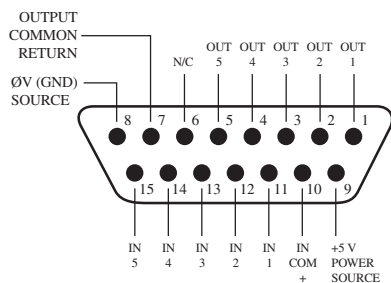 OUTPUT
COMMON
RETURN
ØV (GND)
SOURCE
N/C
OUT
5
OUT
4
OUT
3
OUT
2
OUT
1
8 7 6 5 4 3 2 1
15 14 13 12 11 10 9
IN
5
IN
4
IN
3
IN
2
IN
1
IN
COM
+
+5 V
POWER
SOURCE